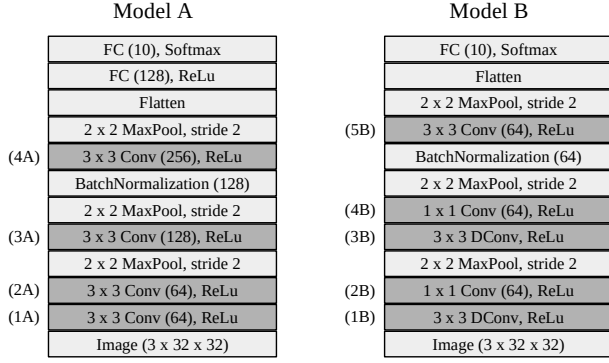 Model A
FC (10), Softmax
FC (128), ReLu
Flatten
2 x 2 MaxPool, stride 2
(4A) 3 x 3 Conv (256), ReLu
BatchNormalization (128)
2 x 2 MaxPool, stride 2
(3A) 3 x 3 Conv (128), ReLu
2 x 2 MaxPool, stride 2
(2A) 3 x 3 Conv (64), ReLu
(1A) 3 x 3 Conv (64), ReLu
Image (3 x 32 x 32)
Model B
FC (10), Softmax
Flatten
2 x 2 MaxPool, stride 2
(5B) 3 x 3 Conv (64), ReLu
BatchNormalization (64)
2 x 2 MaxPool, stride 2
(4B) 1 x 1 Conv (64), ReLu
(3B) 3 x 3 DConv, ReLu
2 x 2 MaxPool, stride 2
(2B) 1 x 1 Conv (64), ReLu
(1B) 3 x 3 DConv, ReLu
Image (3 x 32 x 32)